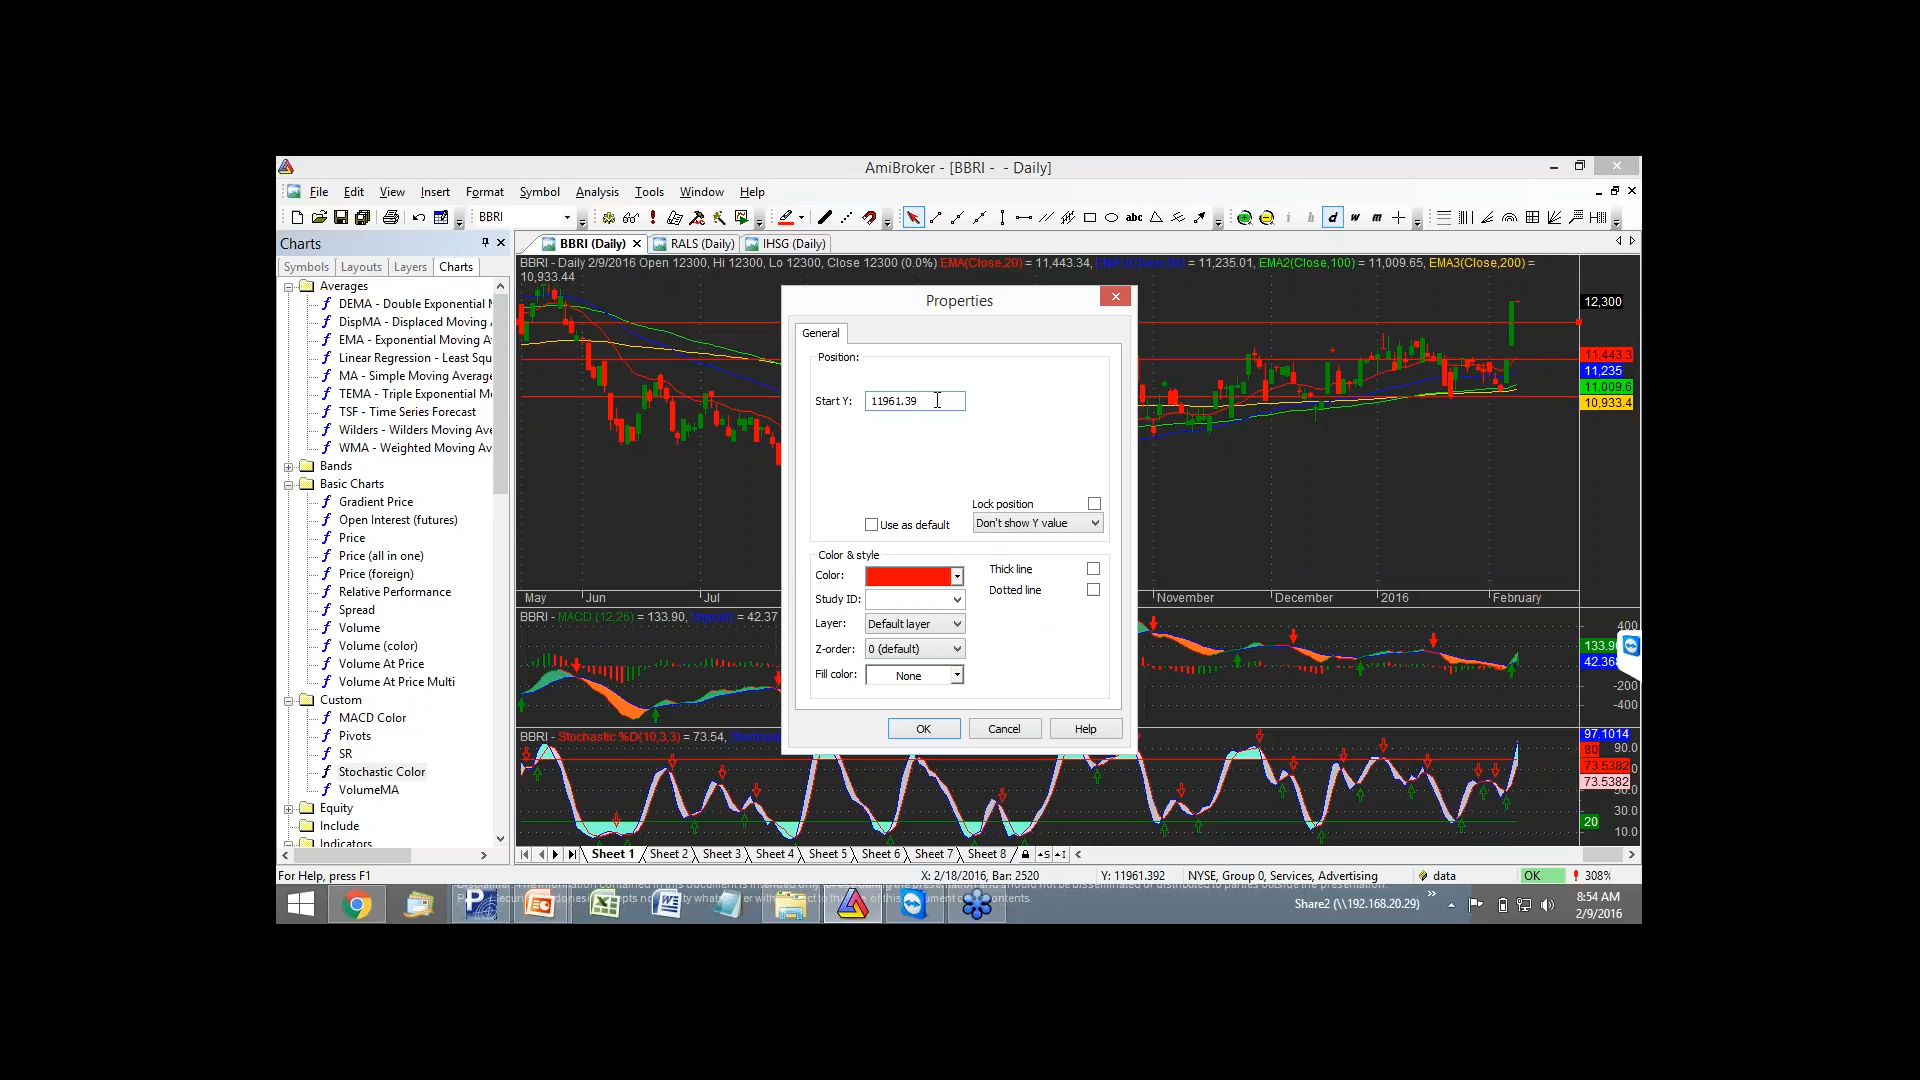 AmiBroker - [BBRI - - Daily]
File Edit View Insert Format Symbol Analysis Tools Window Help
BBRI
abc
d w m
Charts
BBRI (Daily) RALS (Daily) IHSG (Daily)
Symbols Layouts Layers Charts
BBRI - Daily 2/9/2016 Open 12300, Hi 12300, Lo 12300, Close 12300 (0.0%) EMA(Close,20) = 11,443.34, = 11,235.01, EMA2(Close,100) = 11,009.65, EMA3(Close,200) =
10,933.44
Averages
DEMA - Double Exponential
DispMA - Displaced Moving
EMA - Exponential Moving A
Linear Regression - Least Squ
MA - Simple Moving Average
TEMA - Triple Exponential M
TSF - Time Series Forecast
Wilders - Wilders Moving Ave
WMA - Weighted Moving Av
Bands
Basic Charts
Gradient Price
Open Interest (futures)
Price
Price (all in one)
Price (foreign)
Relative Performance
Spread
Volume
Volume (color)
Volume At Price
Volume At Price Multi
Custom
MACD Color
Pivots
SR
Stochastic Color
VolumeMA
Equity
Include
Indicators
Properties
General
Position:
Start Y: 11961.39
Lock position
Use as default Don't show Y value
Color & style
Color: Thick line
Dotted line
Study ID:
Layer: Default layer
Z-order: 0 (default)
Fill color: None
OK Cancel Help
12,300
11,443.3
11,235
11,009.6
10,933.4
May Jun Jul November December 2016 February
BBRI - MACD (12,26) = 133.90, = 42.37
400
133.90
42.368
-200
-400
BBRI - Stochastic %D(10,3,3) = 73.54,
97.1014
90.0
80
73.5382
73.5382
30.0
20
10.0
Sheet 1 Sheet 2 Sheet 3 Sheet 4 Sheet 5 Sheet 6 Sheet 7 Sheet 8
For Help, press F1 X: 2/18/2016, Bar: 2520 Y: 11961.392 NYSE, Group 0, Services, Advertising data OK 308%
Share2 (\\192.168.20.29)
8:54 AM
2/9/2016